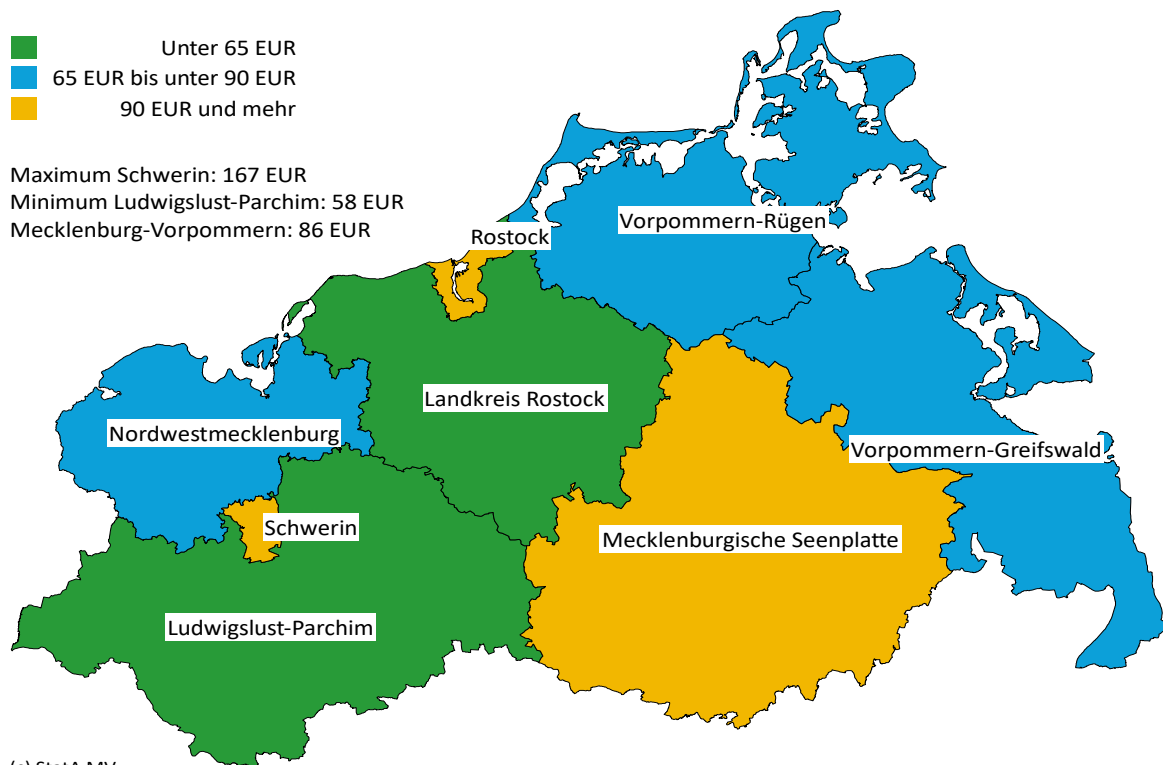 Unter 65 EUR
65 EUR bis unter 90 EUR
90 EUR und mehr
Maximum Schwerin: 167 EUR
Minimum Ludwigslust-Parchim: 58 EUR
Mecklenburg-Vorpommern: 86 EUR
Vorpommern-Rügen
Rostock
Landkreis Rostock
Nordwestmecklenburg
Vorpommern-Greifswald
Schwerin
Mecklenburgische Seenplatte
Ludwigslust-Parchim
(c) StatA MV